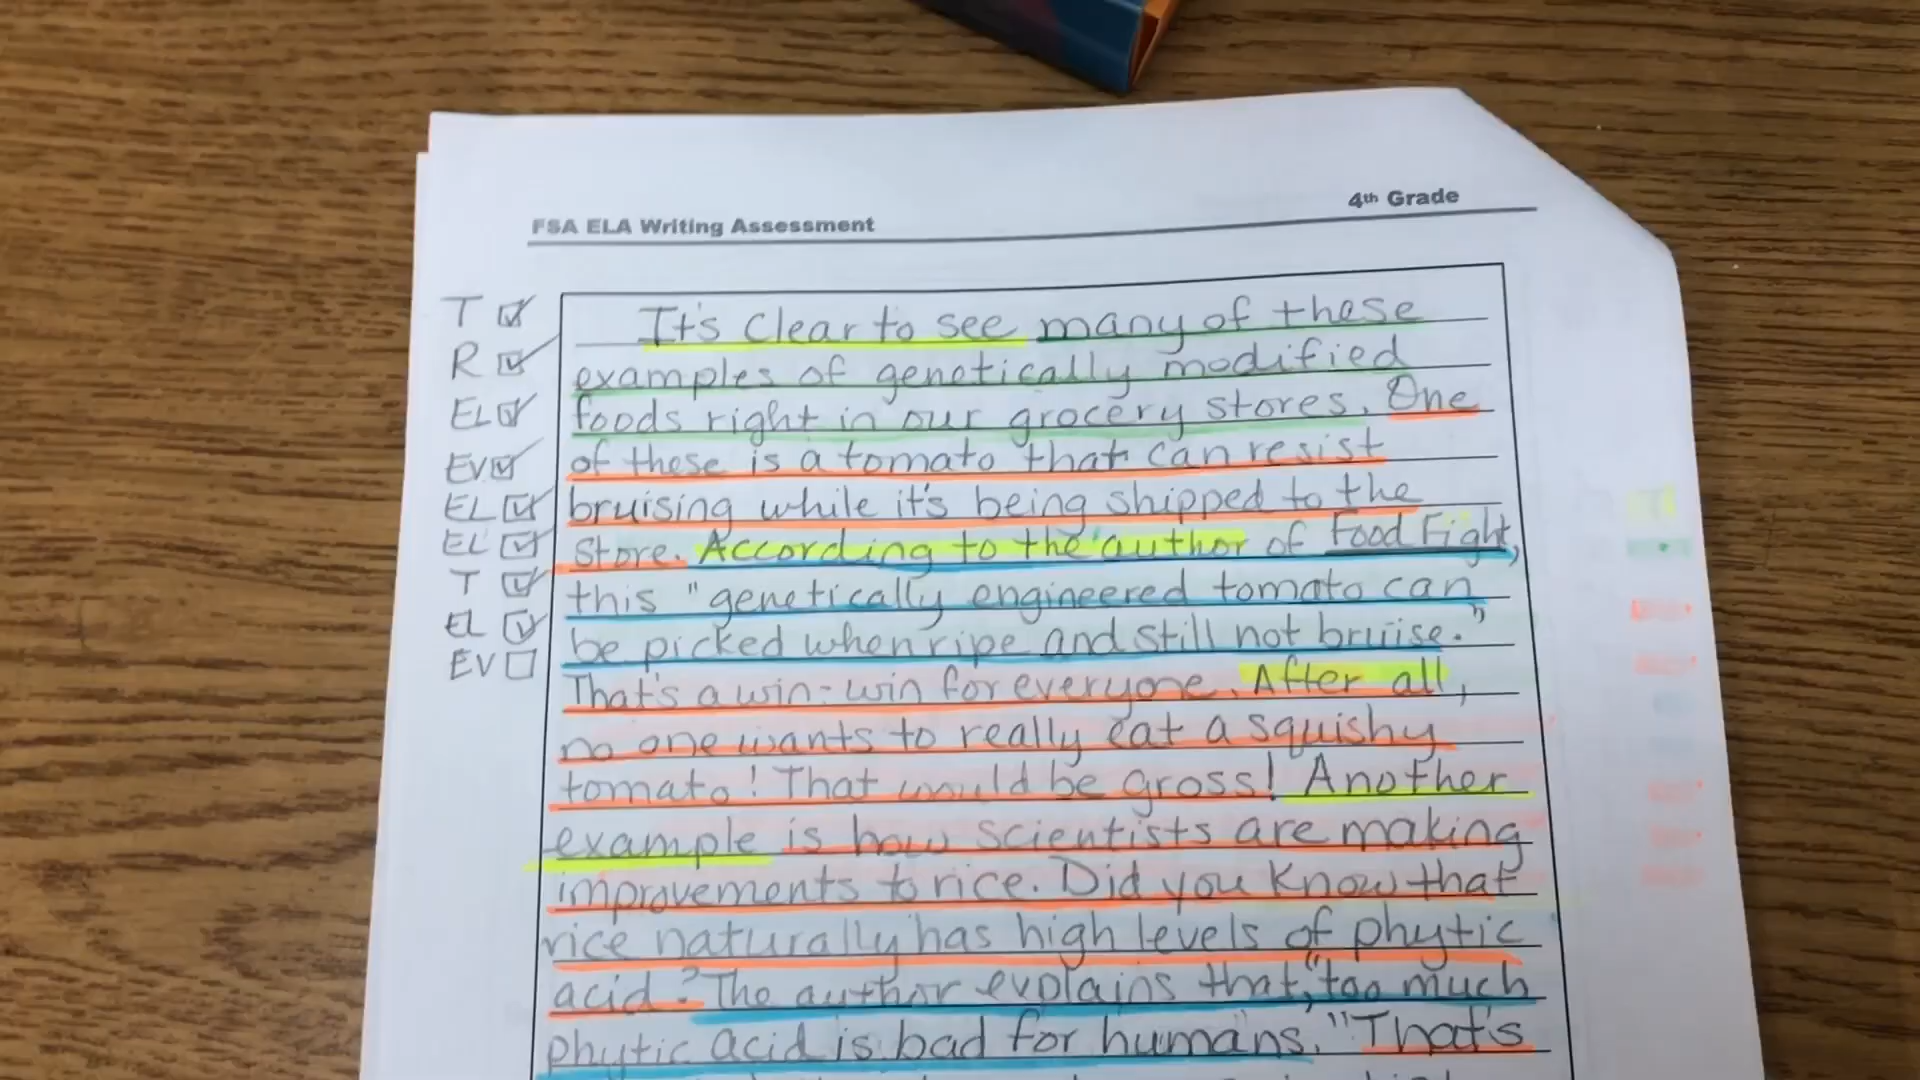 4th Grade
FSA ELA Writing Assessment
T
R
EL
EV
EL
EL
T
EL
EV
It's clear to see many of these
examples of genetically modified
foods right in our grocery stores. One
of these is a tomato that can resist
bruising while it's being shipped to the
store. According to the author of Food Fight,
this "genetically engineered tomato can
be picked when ripe and still not bruise."
That's a win-win for everyone. After all,
no one wants to really eat a squishy
tomato! That would be gross! Another
example is how scientists are making
improvements to rice. Did you know that
rice naturally has high levels of phytic
acid? The author explains that, "too much
phytic acid is bad for humans." That's